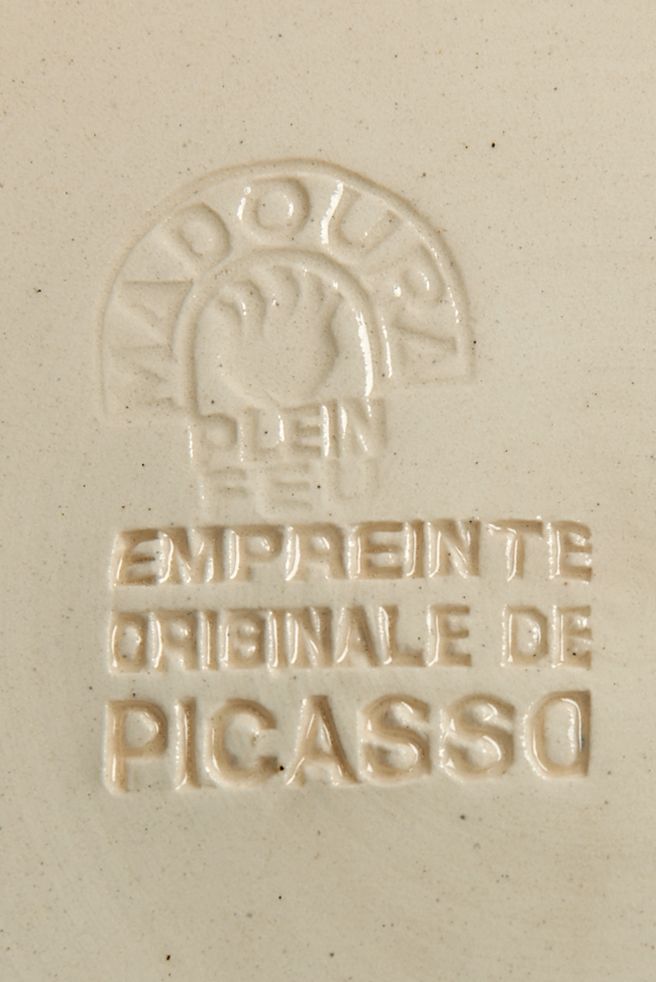 MADOURA
PLEIN
FEU
EMPREINTE
ORIGINALE DE
PICASSO